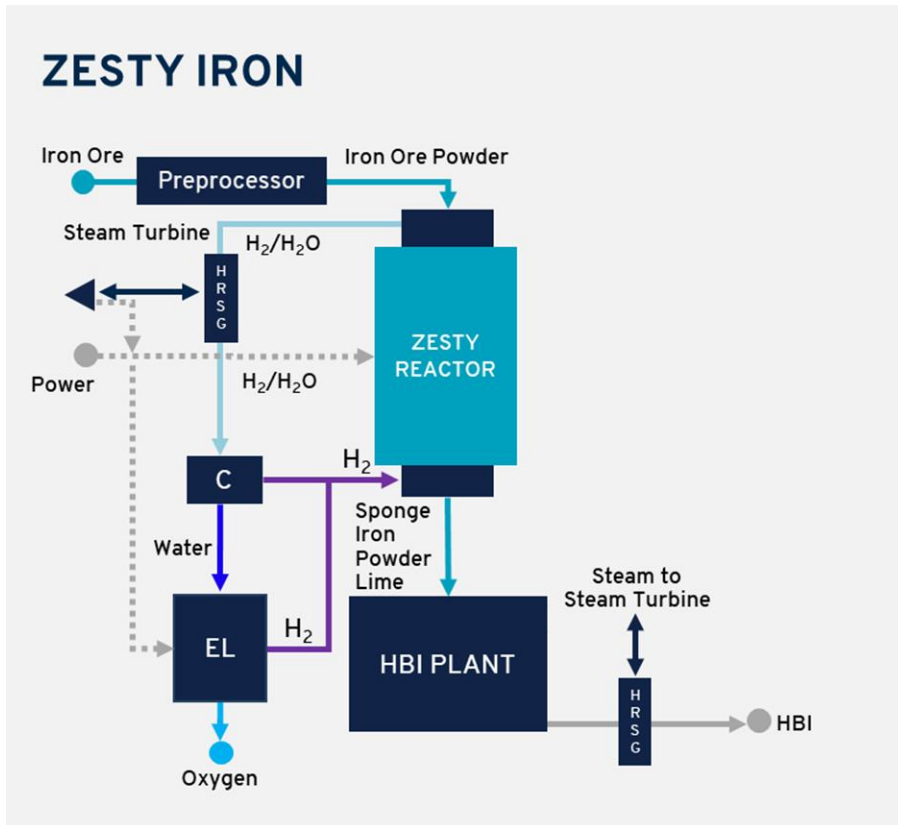 ZESTY IRON
Iron Ore
Preprocessor
Iron Ore Powder
Steam Turbine
H₂/H₂O
HRSG
ZESTY
REACTOR
Power
H₂/H₂O
C
H₂
Water
Sponge
Iron
Powder
Lime
Steam to
Steam Turbine
EL
H₂
HBI PLANT
HRSG
HBI
Oxygen